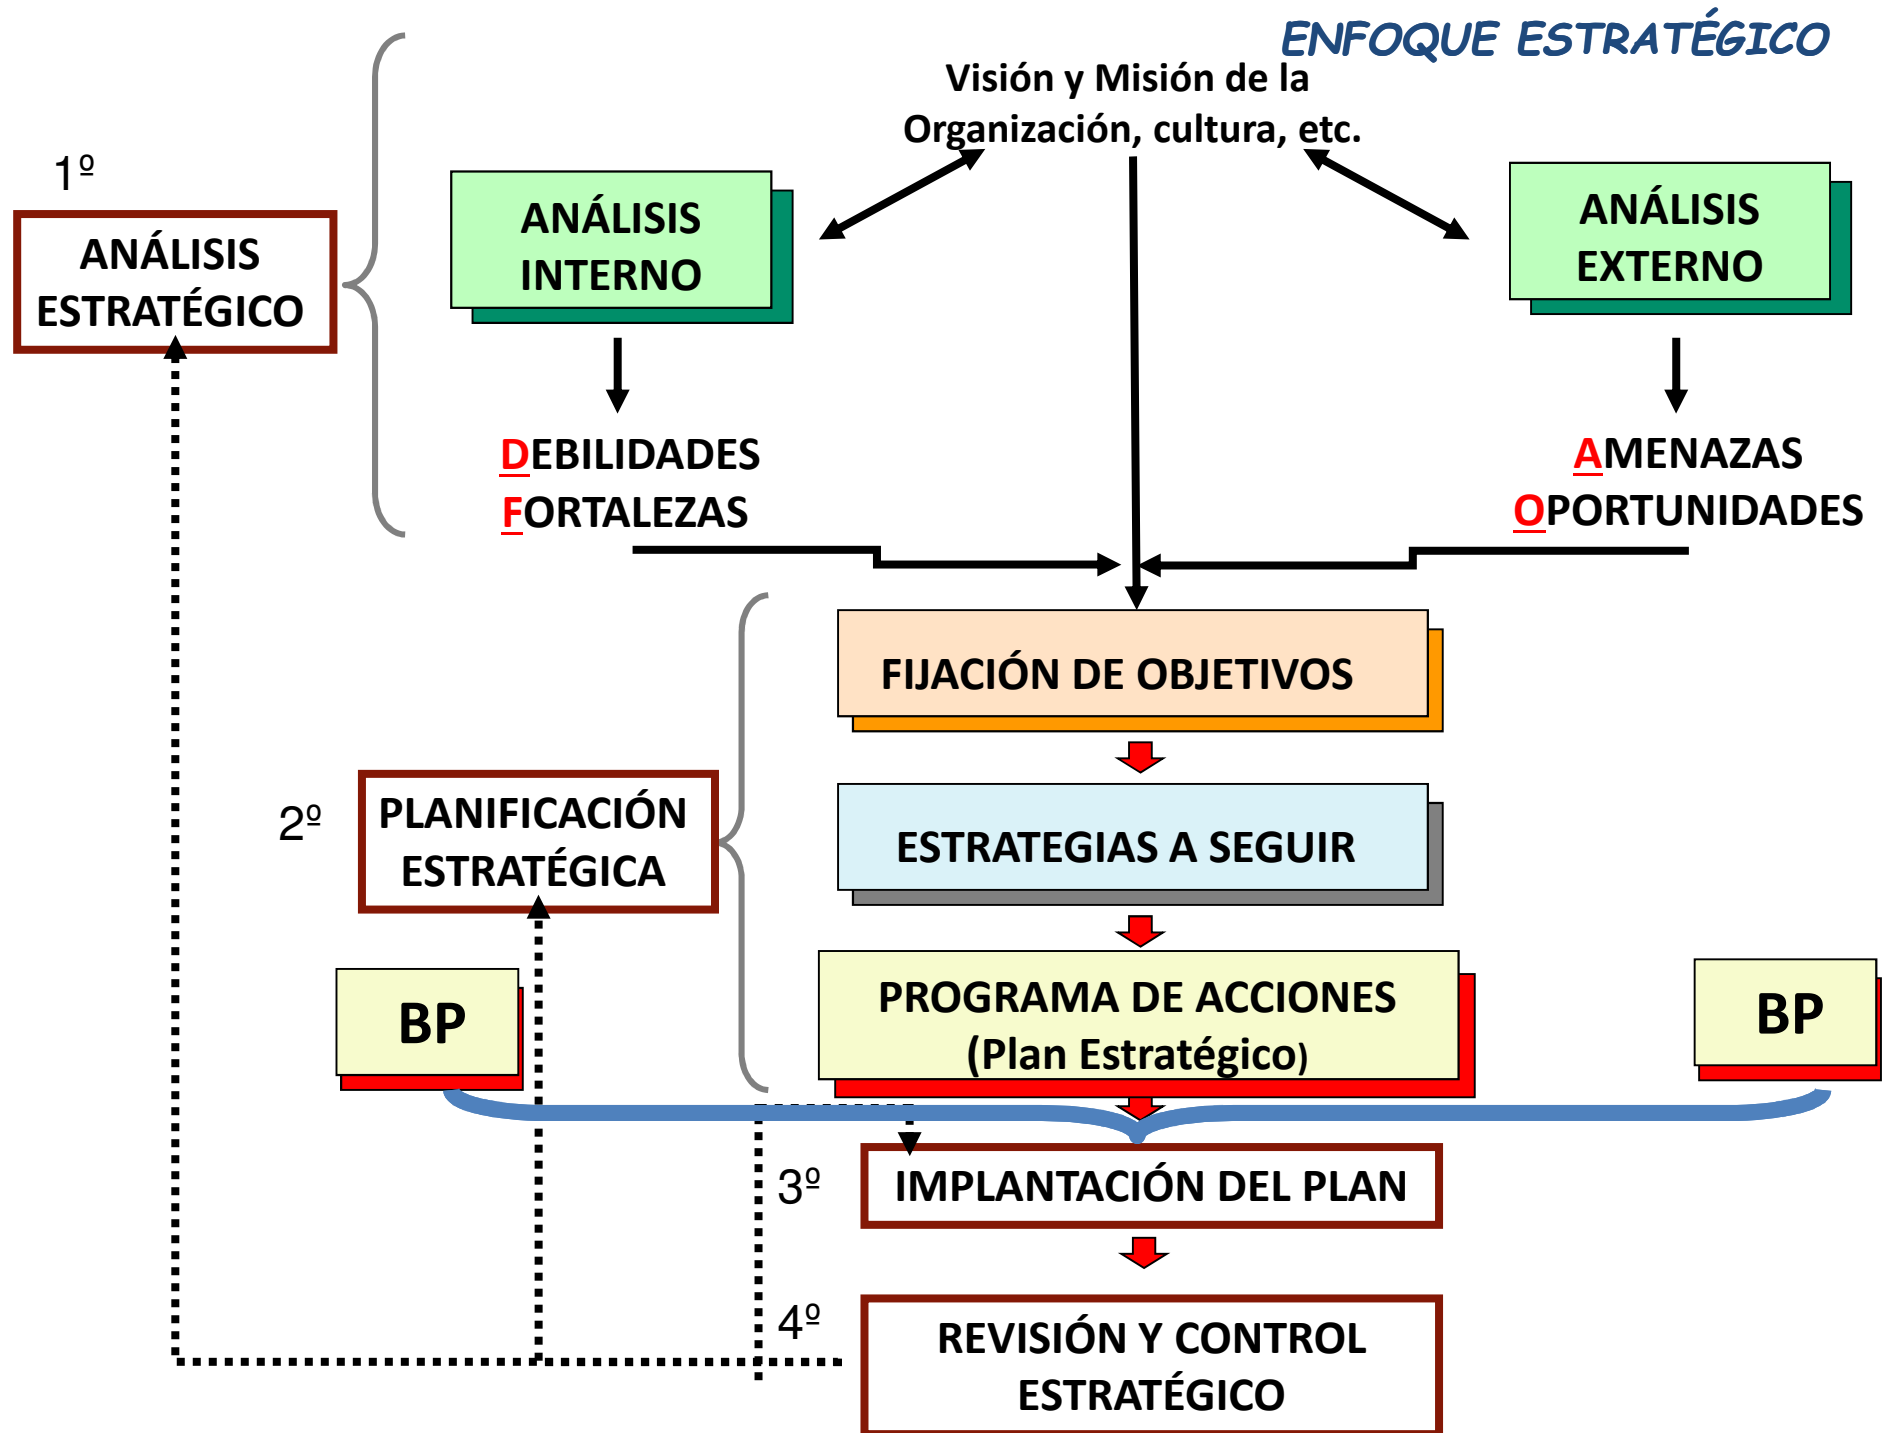 ENFOQUE ESTRATÉGICO
Visión y Misión de la
Organización, cultura, etc.
1º
ANÁLISIS
ESTRATÉGICO
ANÁLISIS
INTERNO
ANÁLISIS
EXTERNO
DEBILIDADES
FORTALEZAS
AMENAZAS
OPORTUNIDADES
FIJACIÓN DE OBJETIVOS
2º
PLANIFICACIÓN
ESTRATÉGICA
ESTRATEGIAS A SEGUIR
BP
PROGRAMA DE ACCIONES
(Plan Estratégico)
BP
3º
IMPLANTACIÓN DEL PLAN
4º
REVISIÓN Y CONTROL
ESTRATÉGICO